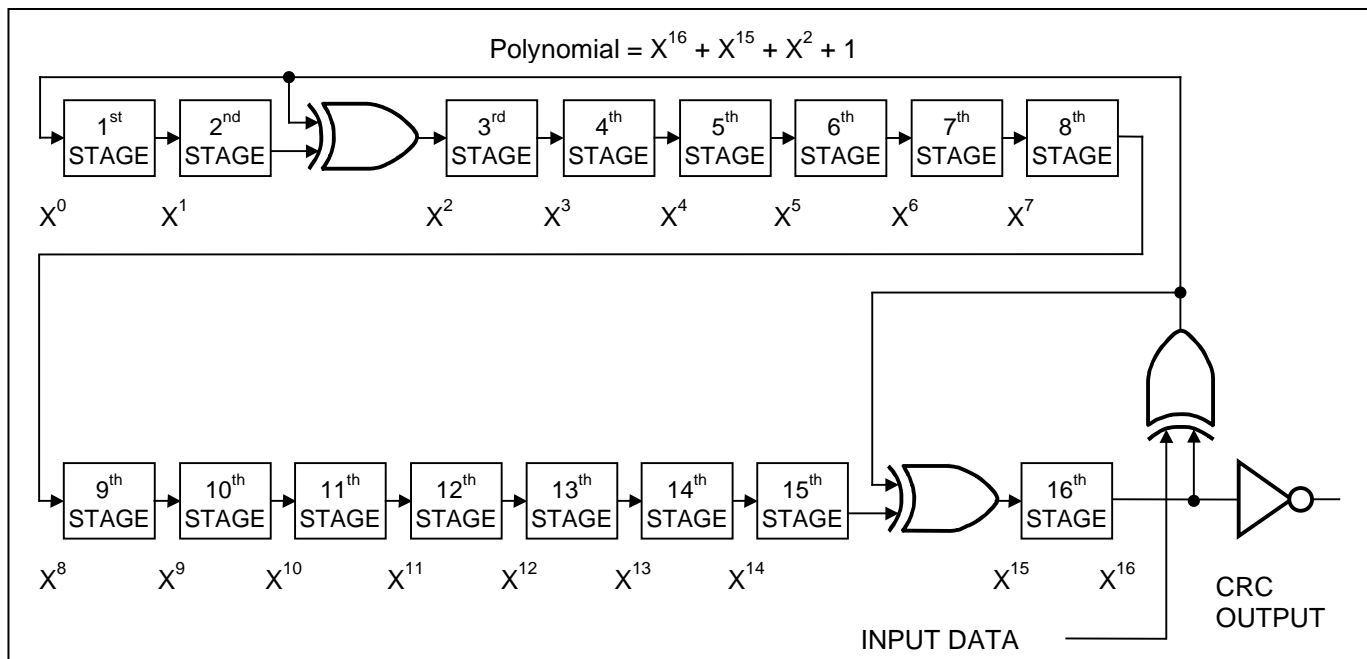 Polynomial = X^16 + X^15 + X^2 + 1
1st STAGE
2nd STAGE
3rd STAGE
4th STAGE
5th STAGE
6th STAGE
7th STAGE
8th STAGE
X^0 X^1 X^2 X^3 X^4 X^5 X^6 X^7
9th STAGE
10th STAGE
11th STAGE
12th STAGE
13th STAGE
14th STAGE
15th STAGE
16th STAGE
X^8 X^9 X^10 X^11 X^12 X^13 X^14 X^15 X^16
CRC
OUTPUT
INPUT DATA